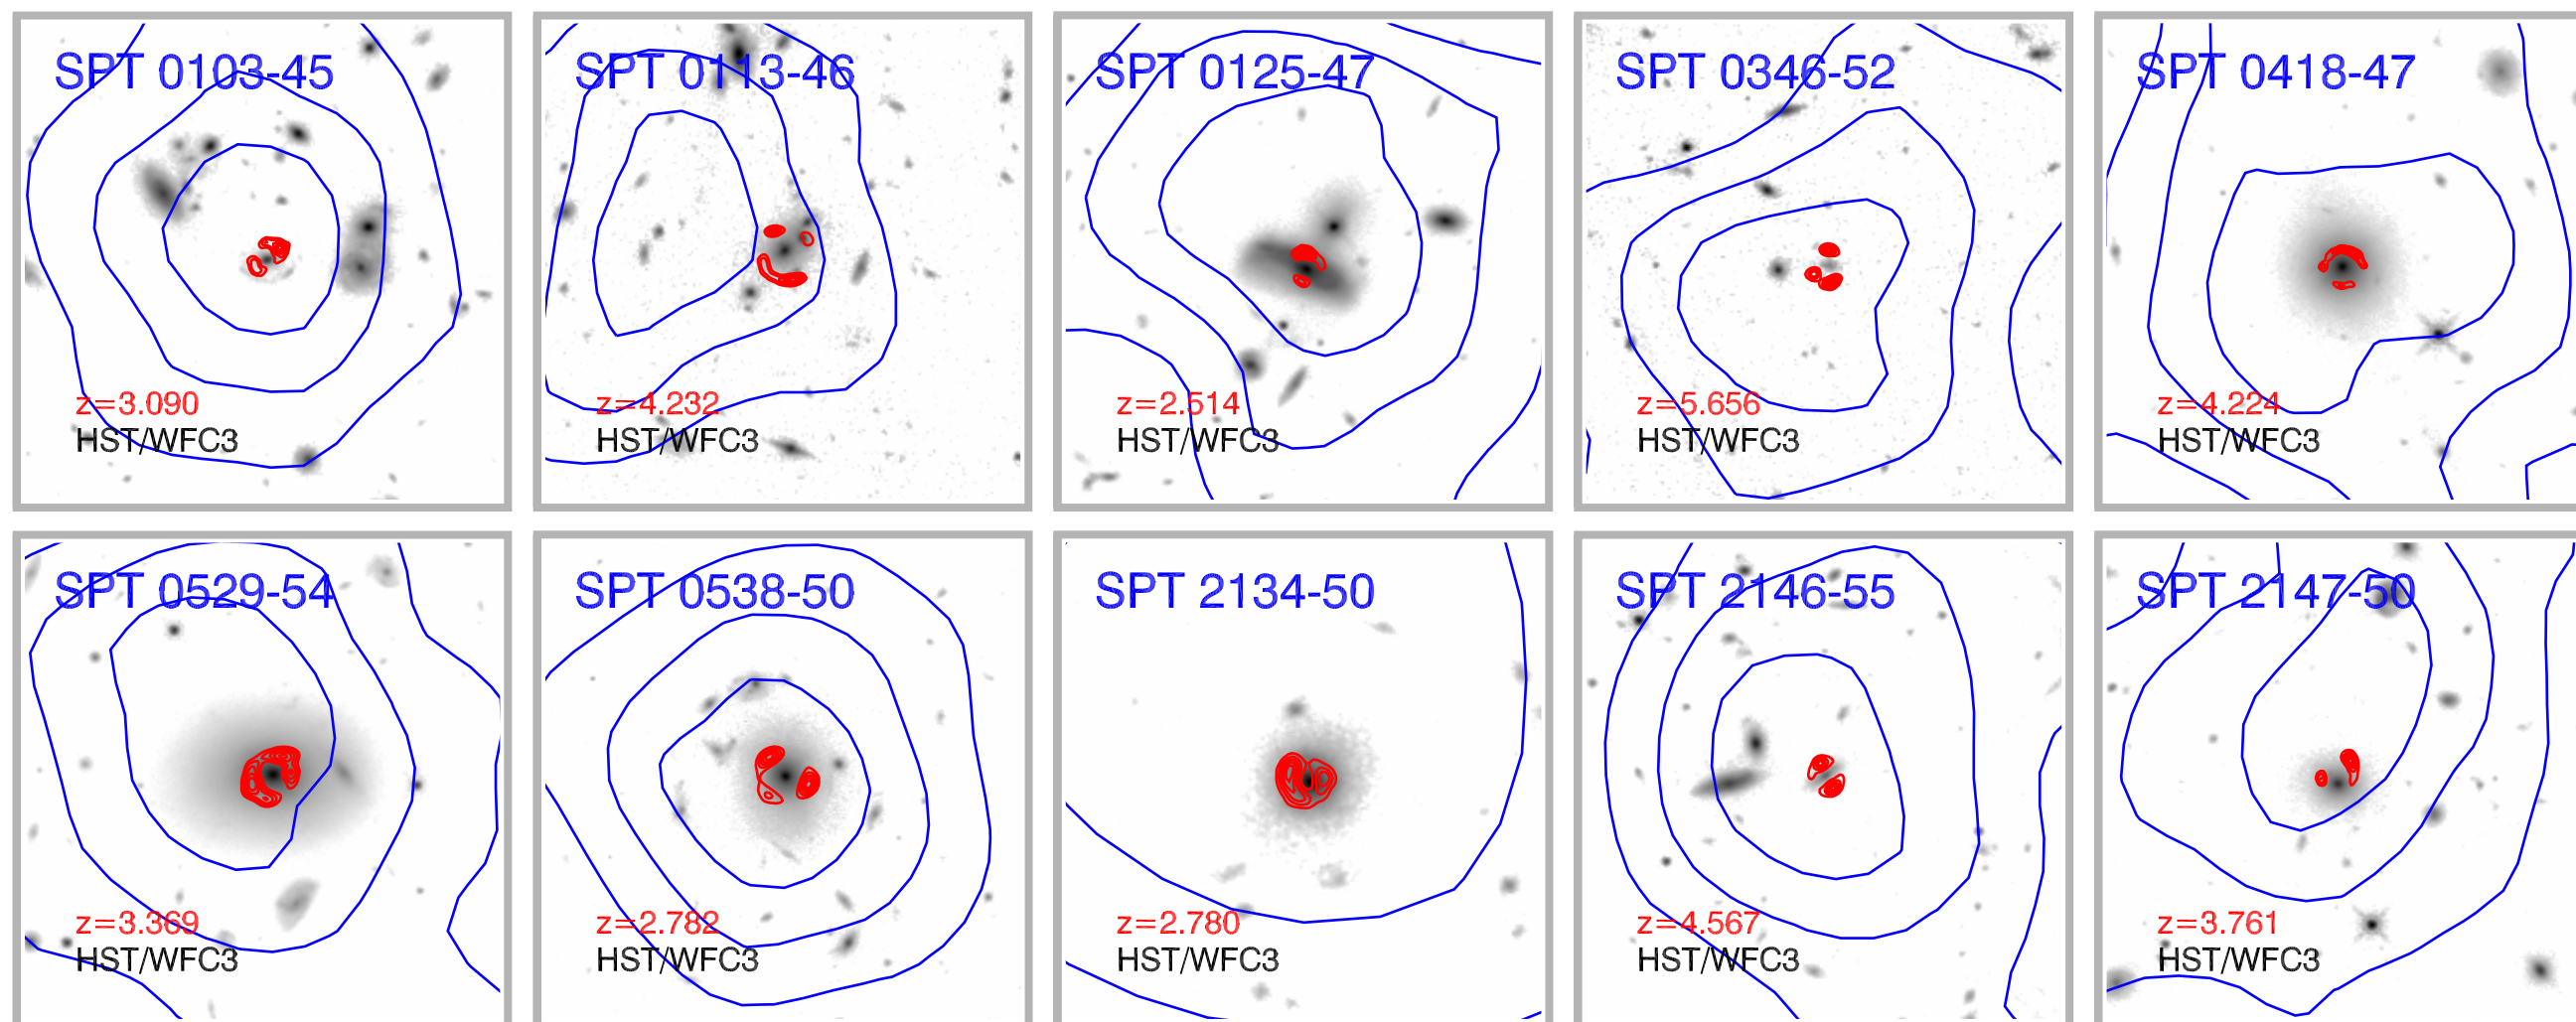 SPT 0103-45
z=3.090
HST/WFC3
SPT 0113-46
z=4.232
HST/WFC3
SPT 0125-47
z=2.514
HST/WFC3
SPT 0346-52
z=5.656
HST/WFC3
SPT 0418-47
z=4.224
HST/WFC3
SPT 0529-54
z=3.369
HST/WFC3
SPT 0538-50
z=2.782
HST/WFC3
SPT 2134-50
z=2.780
HST/WFC3
SPT 2146-55
z=4.567
HST/WFC3
SPT 2147-50
z=3.761
HST/WFC3